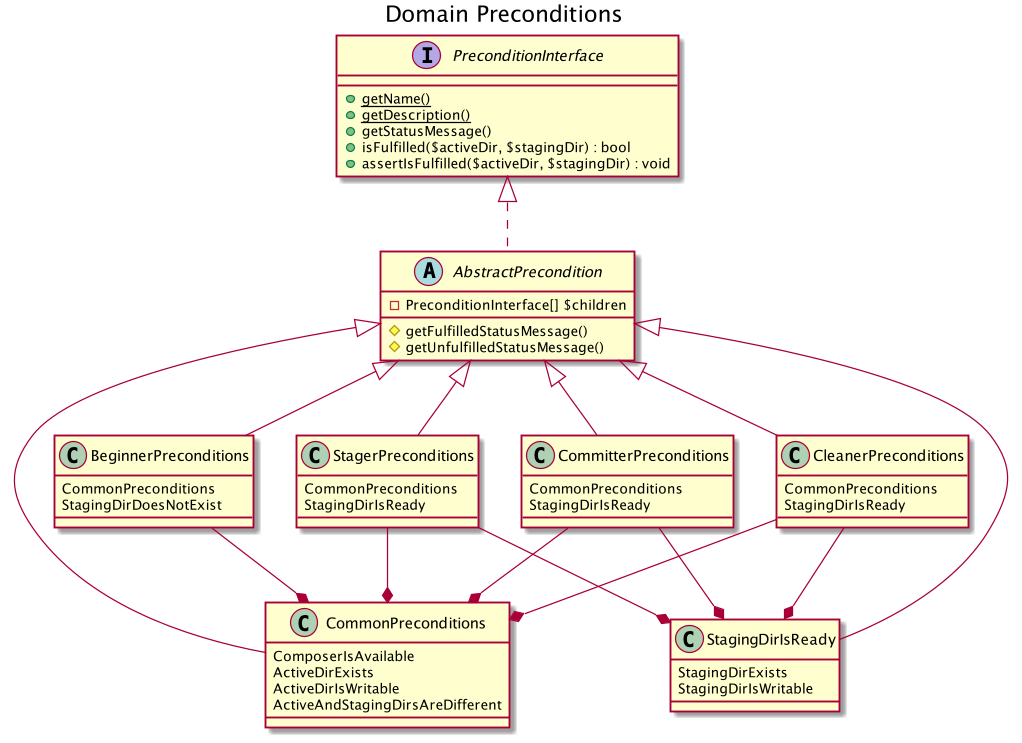 Domain Preconditions
I PreconditionInterface
getName()
getDescription()
getStatusMessage()
isFulfilled($activeDir, $stagingDir) : bool
assertIsFulfilled($activeDir, $stagingDir) : void
A AbstractPrecondition
PreconditionInterface[] $children
getFulfilledStatusMessage()
getUnfulfilledStatusMessage()
C BeginnerPreconditions
CommonPreconditions
StagingDirDoesNotExist
C StagerPreconditions
CommonPreconditions
StagingDirIsReady
C CommitterPreconditions
CommonPreconditions
StagingDirIsReady
C CleanerPreconditions
CommonPreconditions
StagingDirIsReady
C CommonPreconditions
ComposerIsAvailable
ActiveDirExists
ActiveDirIsWritable
ActiveAndStagingDirsAreDifferent
C StagingDirIsReady
StagingDirExists
StagingDirIsWritable